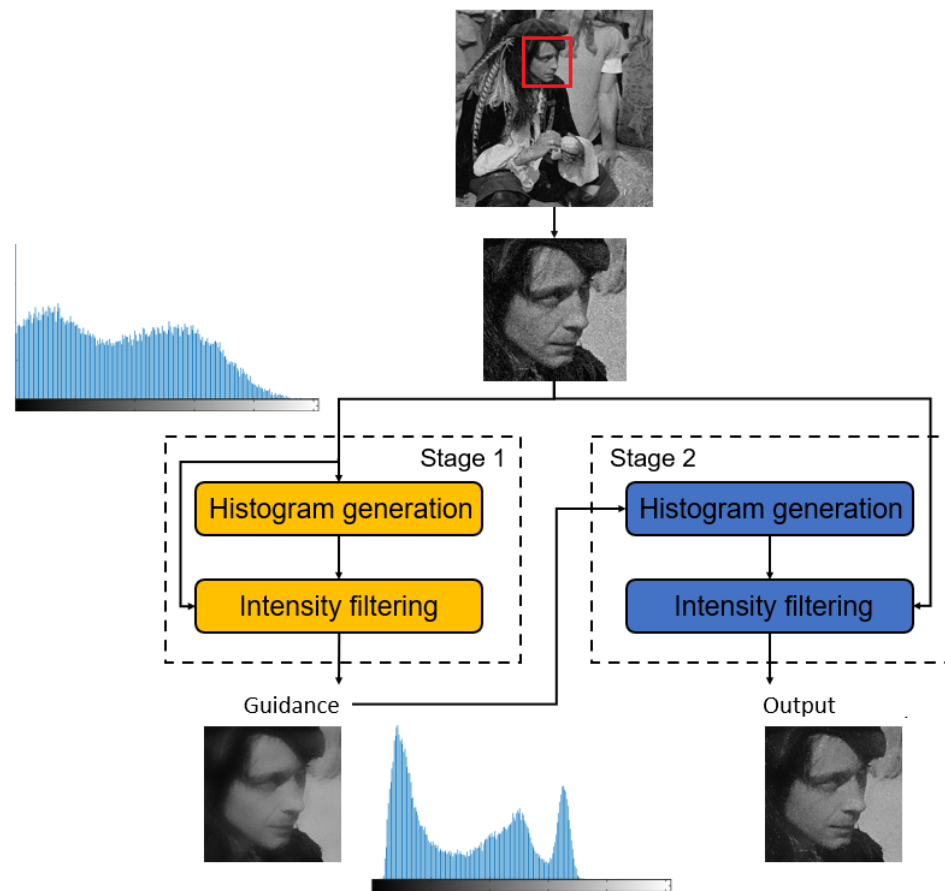 Stage 1
Histogram generation
Intensity filtering
Guidance
Stage 2
Histogram generation
Intensity filtering
Output